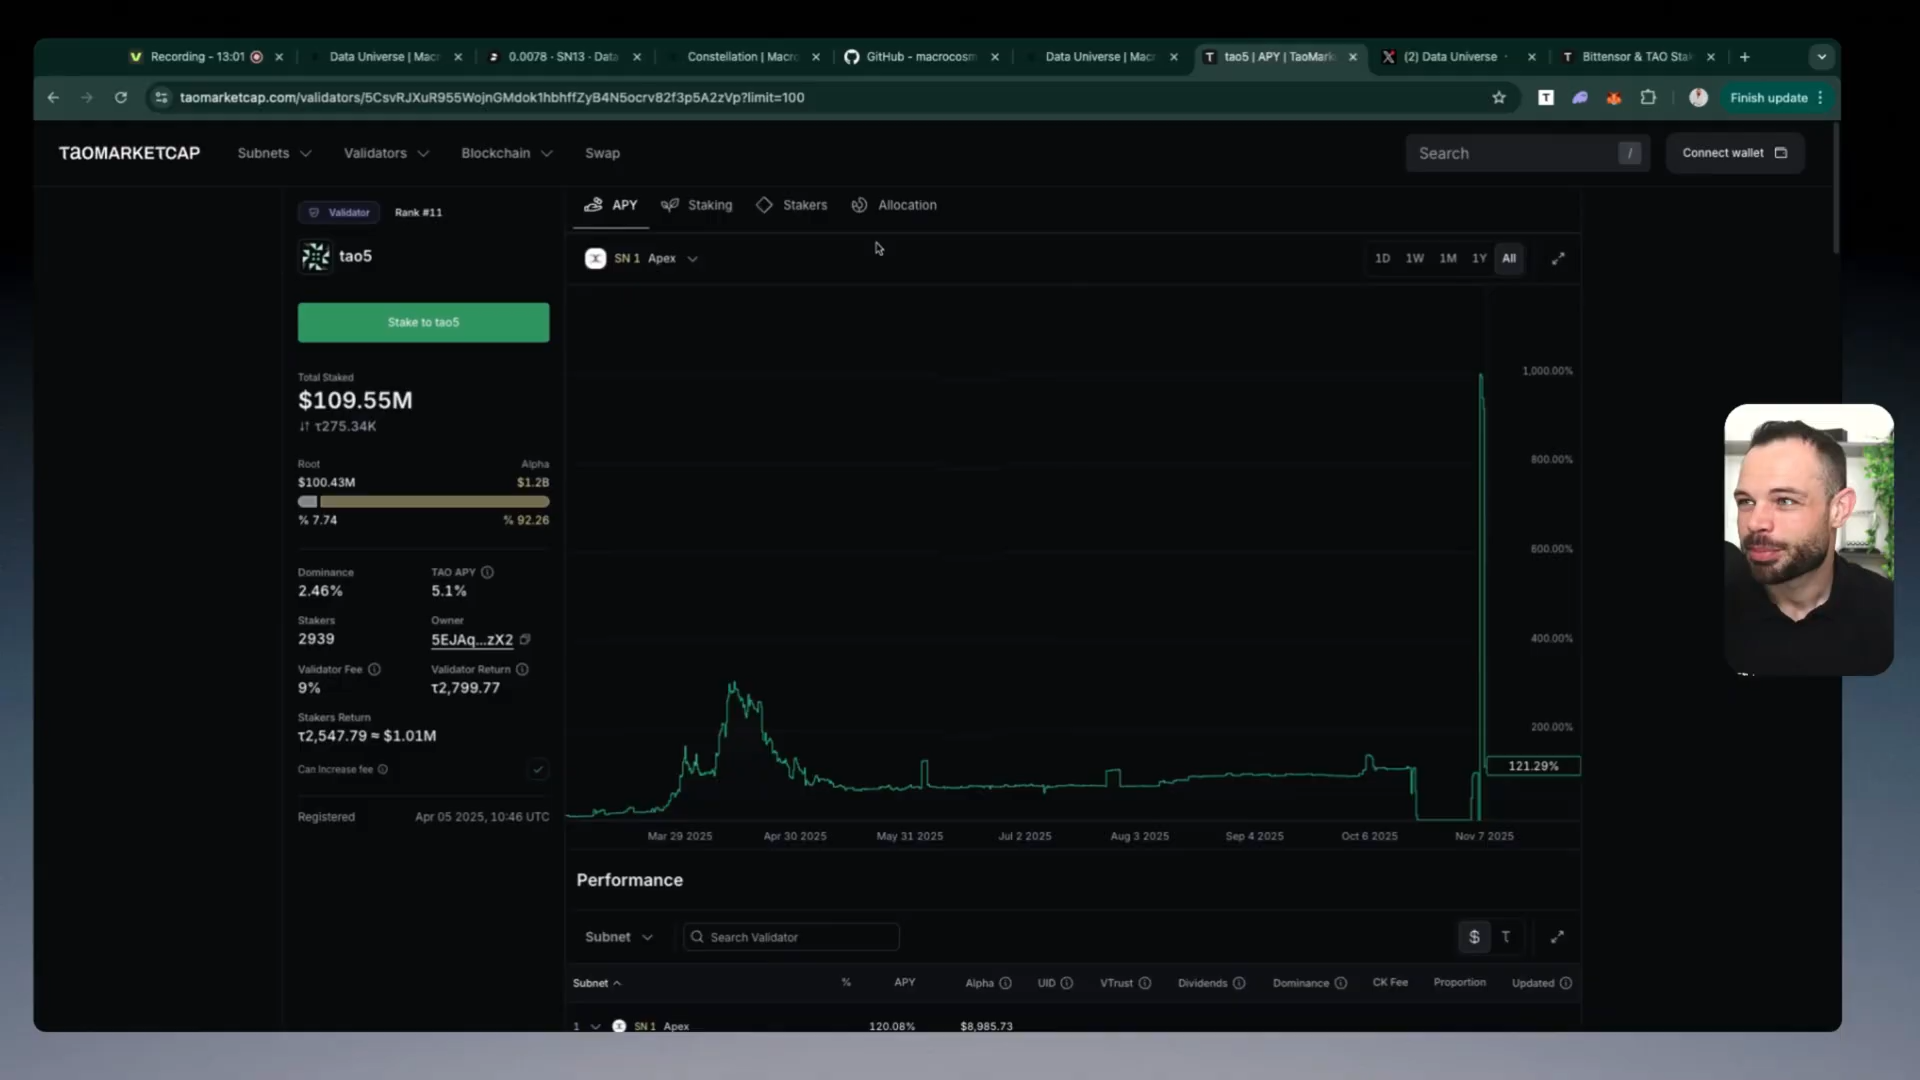 Recording - 13:01
Data Universe | Mac
0.0078 · SN13 · Data
Constellation | Macro
GitHub - macrocosm
Data Universe | Mac
tao5 | APY | TaoMark
(2) Data Universe ·
Bittensor & TAO Sta
taomarketcap.com/validators/5CsvRJXuR955WojnGMdok1hbhffZyB4N5ocrv82f3p5A2zVp?limit=100
Finish update
TAOMARKETCAP
Subnets
Validators
Blockchain
Swap
Search /
Connect wallet
Validator
Rank #11
tao5
Stake to tao5
Total Staked
$109.55M
τ275.34K
Root
Alpha
$100.43M
$1.2B
% 7.74
% 92.26
Dominance
TAO APY
2.46%
5.1%
Stakers
Owner
2939
5EJAq...zX2
Validator Fee
Validator Return
9%
τ2,799.77
Stakers Return
τ2,547.79 ≈ $1.01M
Can Increase fee
Registered
Apr 05 2025, 10:46 UTC
APY
Staking
Stakers
Allocation
SN 1 Apex
1D
1W
1M
1Y
All
1,000.00%
800.00%
600.00%
400.00%
200.00%
121.29%
Mar 29 2025
Apr 30 2025
May 31 2025
Jul 2 2025
Aug 3 2025
Sep 4 2025
Oct 6 2025
Nov 7 2025
Performance
Subnet
Search Validator
$
τ
Subnet
%
APY
Alpha
UID
VTrust
Dividends
Dominance
CK Fee
Proportion
Updated
1
SN 1 Apex
120.08%
$8,985.73